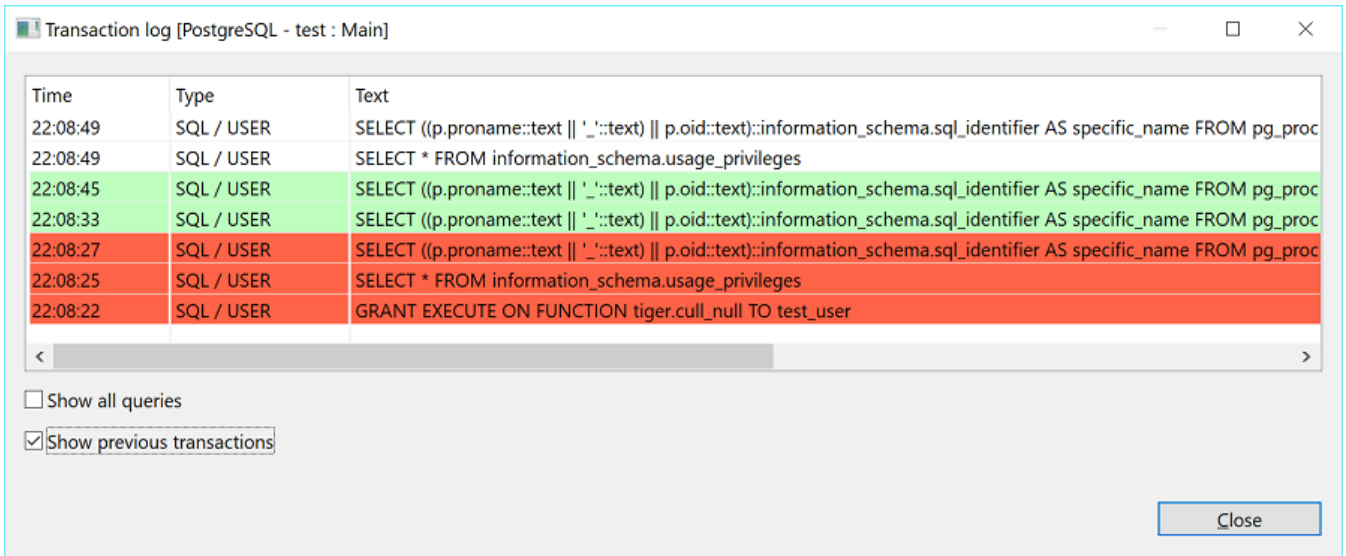 Transaction log [PostgreSQL - test : Main]
Time Type Text
22:08:49 SQL / USER SELECT ((p.proname::text || '_'::text) || p.oid::text)::information_schema.sql_identifier AS specific_name FROM pg_proc
22:08:49 SQL / USER SELECT * FROM information_schema.usage_privileges
22:08:45 SQL / USER SELECT ((p.proname::text || '_'::text) || p.oid::text)::information_schema.sql_identifier AS specific_name FROM pg_proc
22:08:33 SQL / USER SELECT ((p.proname::text || '_'::text) || p.oid::text)::information_schema.sql_identifier AS specific_name FROM pg_proc
22:08:27 SQL / USER SELECT ((p.proname::text || '_'::text) || p.oid::text)::information_schema.sql_identifier AS specific_name FROM pg_proc
22:08:25 SQL / USER SELECT * FROM information_schema.usage_privileges
22:08:22 SQL / USER GRANT EXECUTE ON FUNCTION tiger.cull_null TO test_user
Show all queries
Show previous transactions
Close